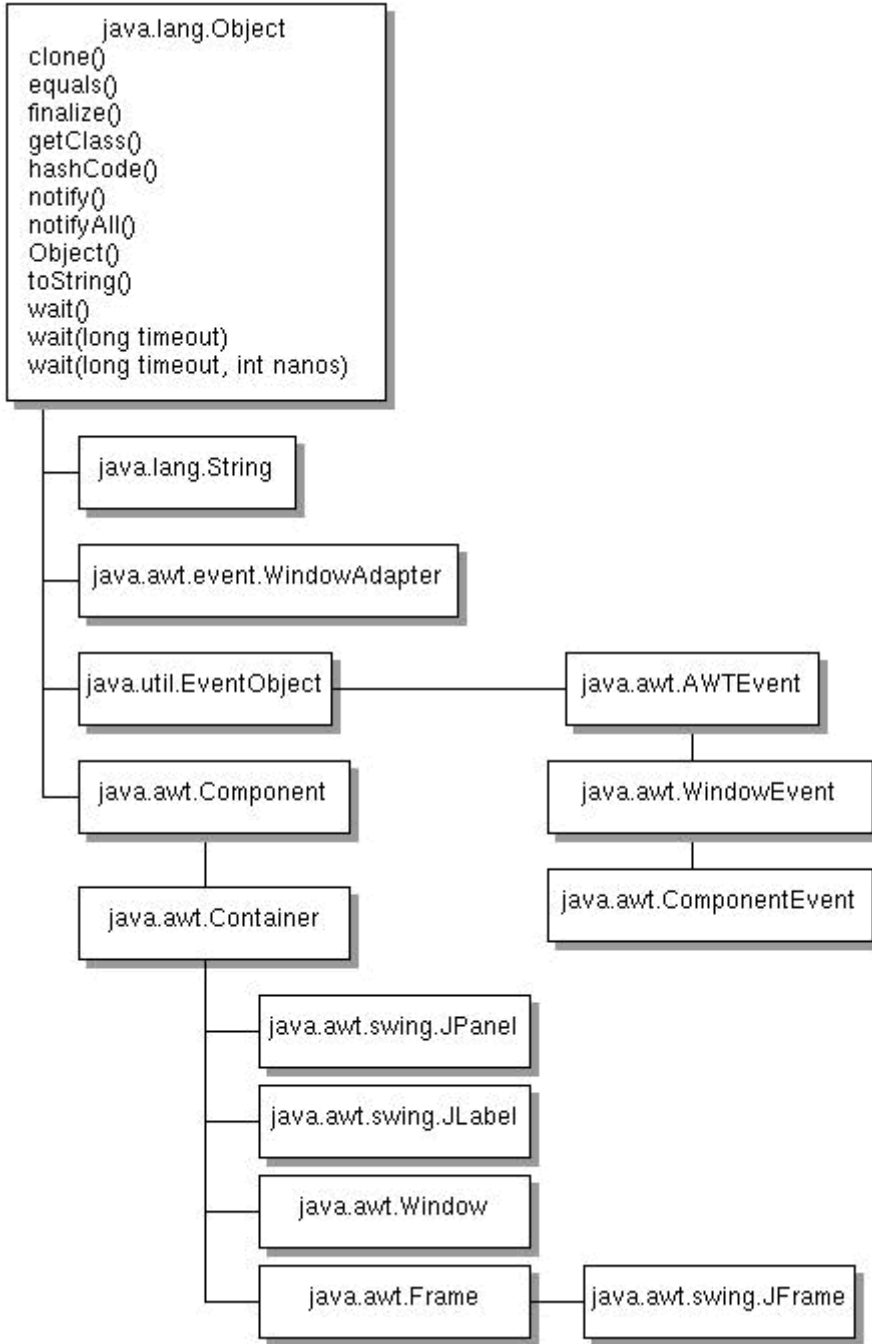 java.lang.Object
clone()
equals()
finalize()
getClass()
hashCode()
notify()
notifyAll()
Object()
toString()
wait()
wait(long timeout)
wait(long timeout, int nanos)
java.lang.String
java.awt.event.WindowAdapter
java.util.EventObject
java.awt.AWTEvent
java.awt.Component
java.awt.WindowEvent
java.awt.Container
java.awt.ComponentEvent
java.awt.swing.JPanel
java.awt.swing.JLabel
java.awt.Window
java.awt.Frame
java.awt.swing.JFrame